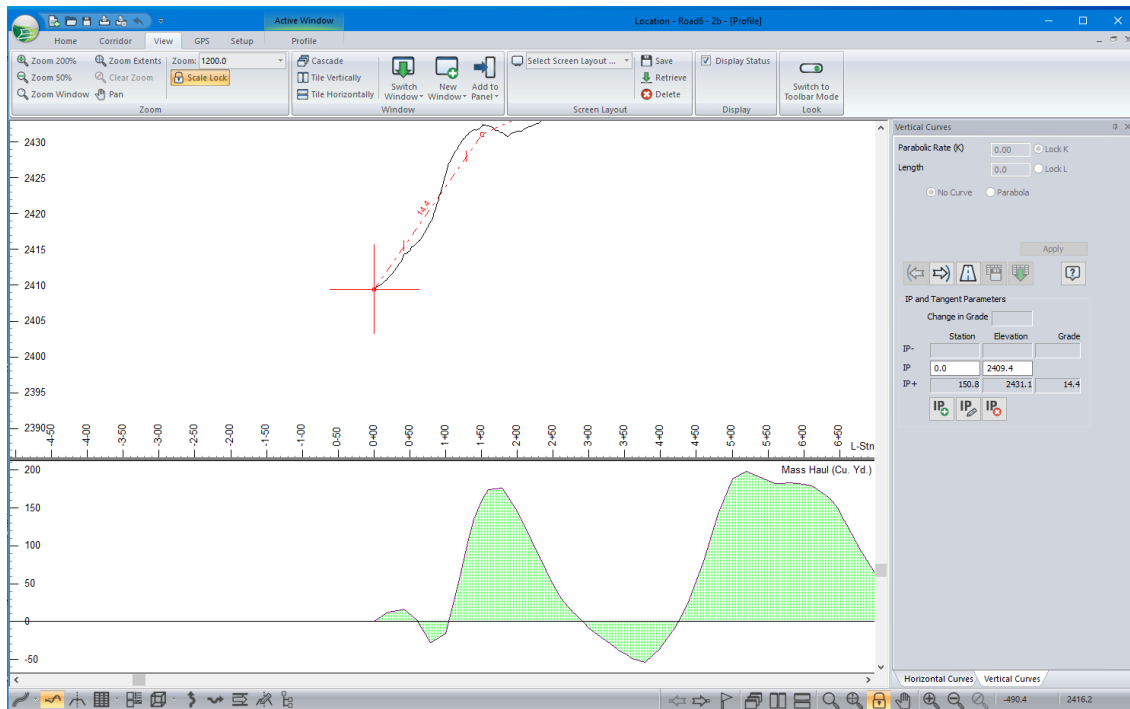 Active Window
Location - Road6 - 2b - [Profile]
Home Corridor View GPS Setup Profile
Zoom 200% Zoom Extents Zoom: 1200.0
Zoom 50% Clear Zoom Scale Lock
Zoom Window Pan
Zoom
Cascade
Tile Vertically
Tile Horizontally
Switch Window
New Window
Add to Panel
Window
Select Screen Layout ...
Save
Retrieve
Delete
Screen Layout
Display Status
Display
Switch to Toolbar Mode
Look
2430
2425
2420
2415
2410
2405
2400
2395
2390
14.4
-4+50 -4+00 -3+50 -3+00 -2+50 -2+00 -1+50 -1+00 0-50 0+00 0+50 1+00 1+50 2+00 2+50 3+00 3+50 4+00 4+50 5+00 5+50 6+00 6+50
L-Stn
Mass Haul (Cu. Yd.)
200
150
100
50
0
-50
Vertical Curves
Parabolic Rate (K) 0.00 Lock K
Length 0.0 Lock L
No Curve Parabola
Apply
IP and Tangent Parameters
Change in Grade
Station Elevation Grade
IP-
IP 0.0 2409.4
IP+ 150.8 2431.1 14.4
IP IP IP
Horizontal Curves Vertical Curves
-490.4 2416.2